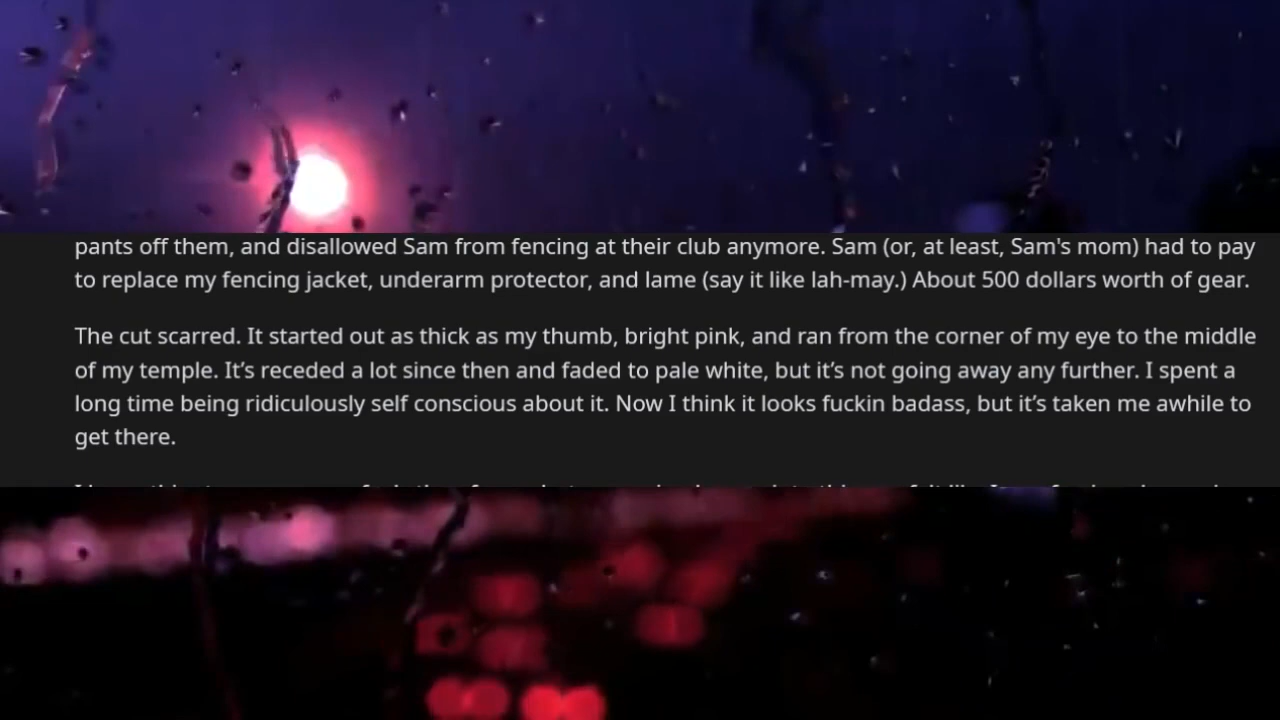 pants off them, and disallowed Sam from fencing at their club anymore. Sam (or, at least, Sam's mom) had to pay
to replace my fencing jacket, underarm protector, and lame (say it like lah-may.) About 500 dollars worth of gear.
The cut scarred. It started out as thick as my thumb, bright pink, and ran from the corner of my eye to the middle
of my temple. It’s receded a lot since then and faded to pale white, but it’s not going away any further. I spent a
long time being ridiculously self conscious about it. Now I think it looks fuckin badass, but it’s taken me awhile to
get there.